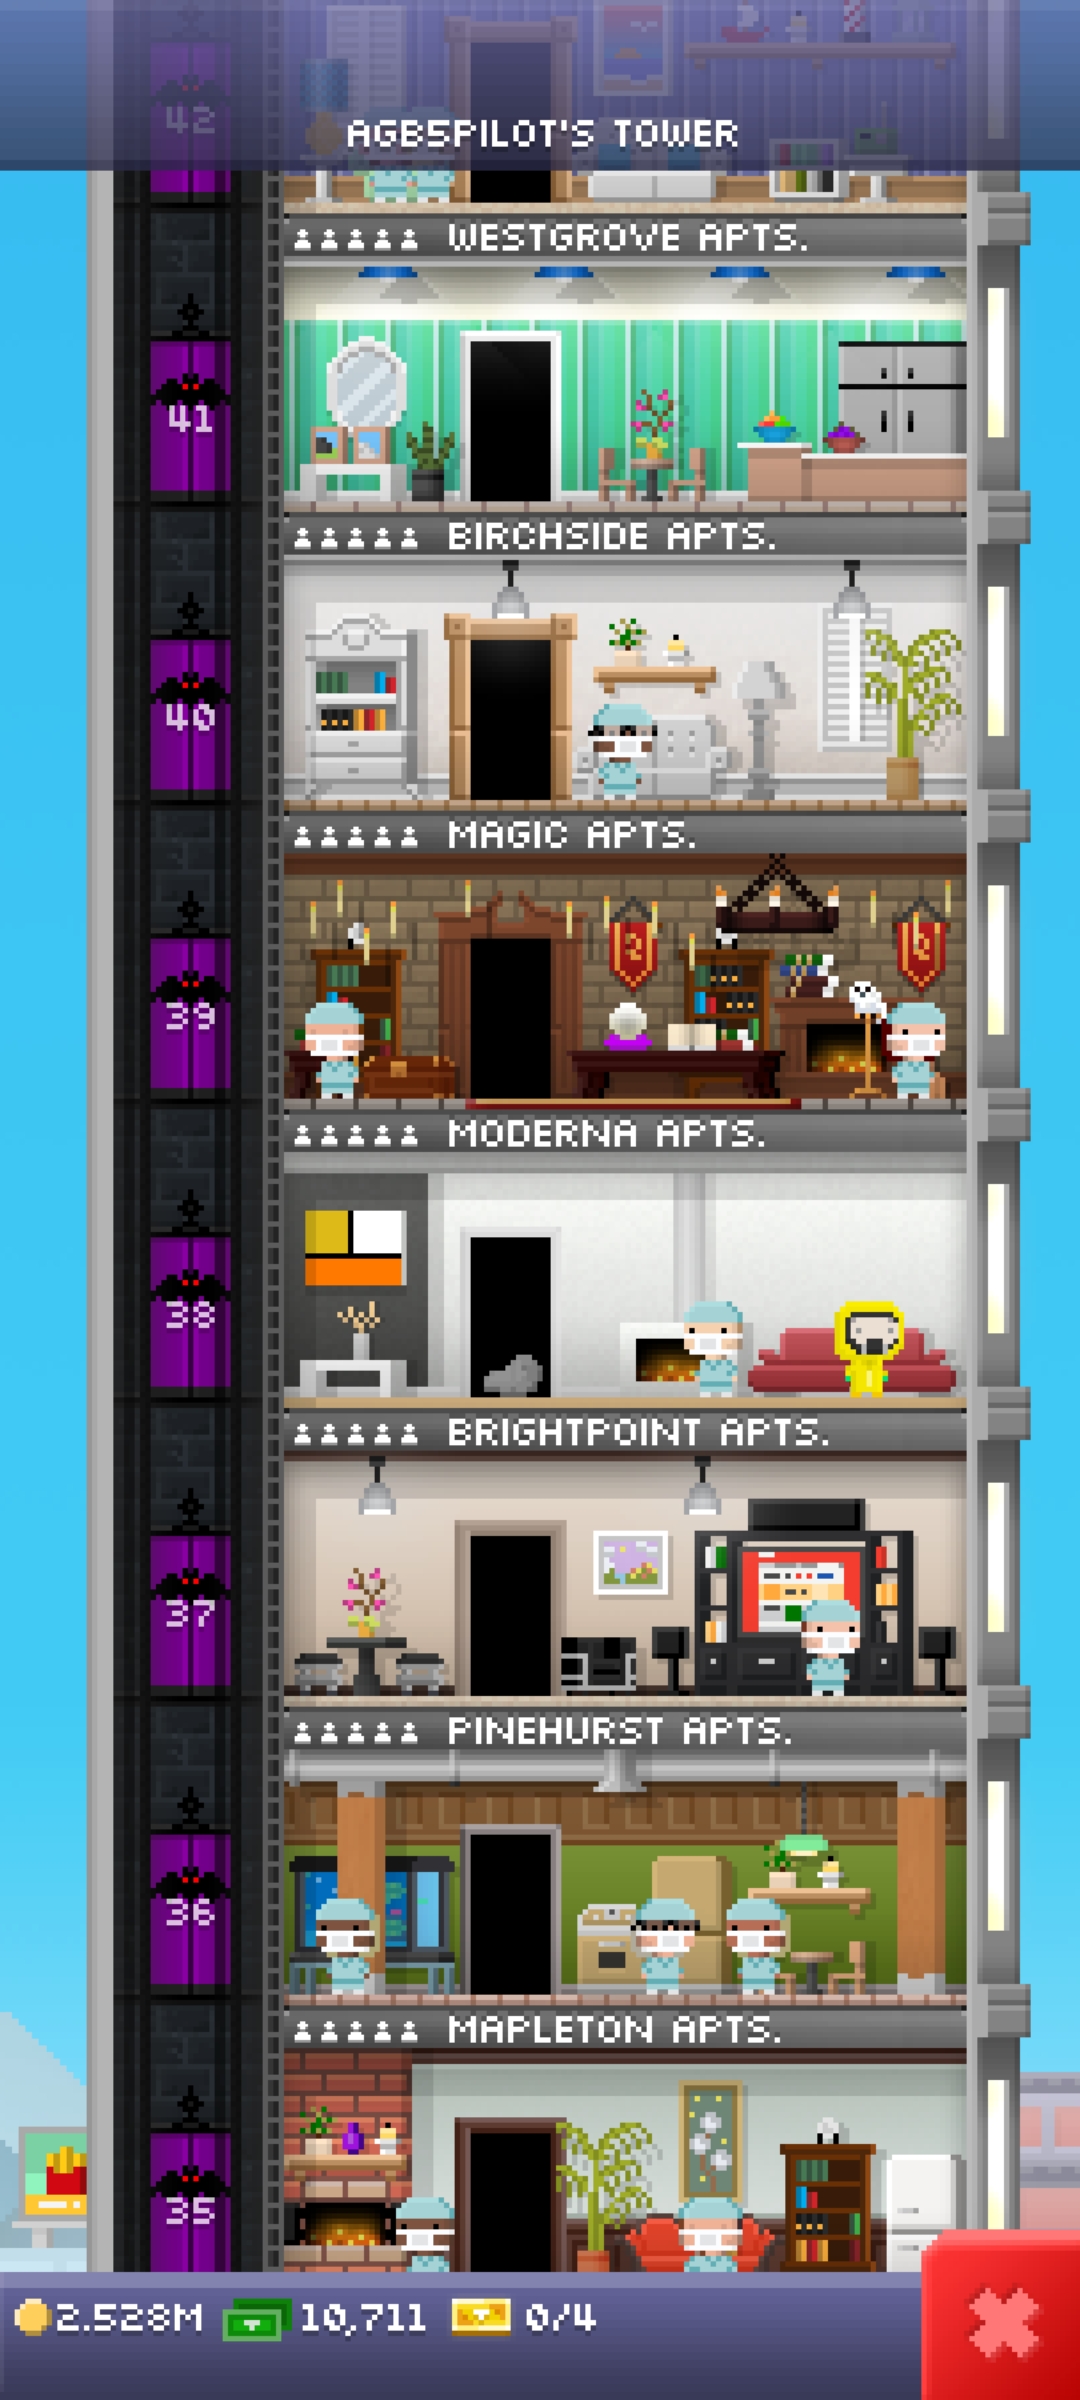 42
AGB5PILOT'S TOWER
WESTGROVE APTS.
41
BIRCHSIDE APTS.
40
MAGIC APTS.
39
MODERNA APTS.
38
BRIGHTPOINT APTS.
37
PINEHURST APTS.
36
MAPLETON APTS.
35
2.528M 10,711 0/4